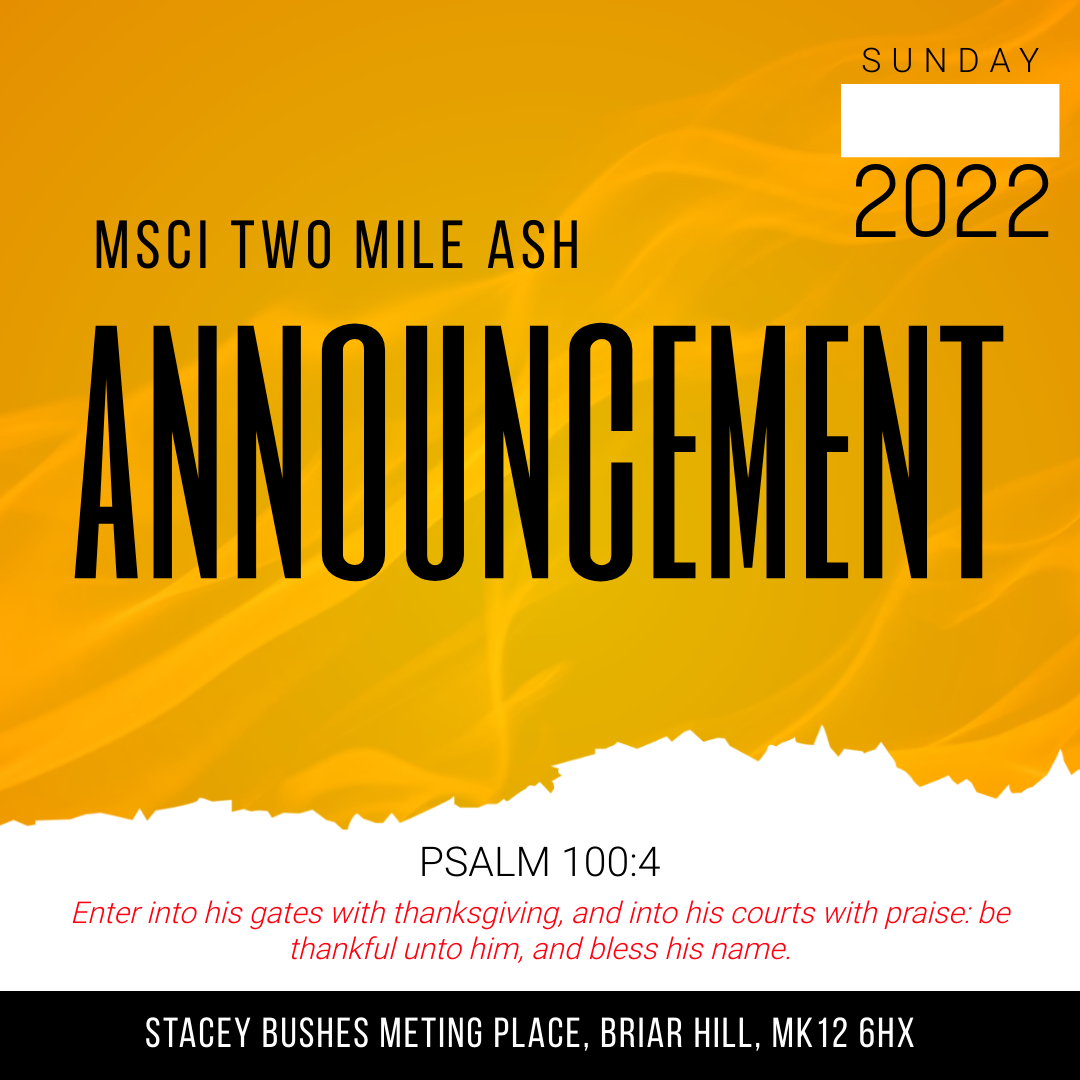 SUNDAY
2022
MSCI TWO MILE ASH
ANNOUNCEMENT
PSALM 100:4
Enter into his gates with thanksgiving, and into his courts with praise: be
thankful unto him, and bless his name.
STACEY BUSHES METING PLACE, BRIAR HILL, MK12 6HX